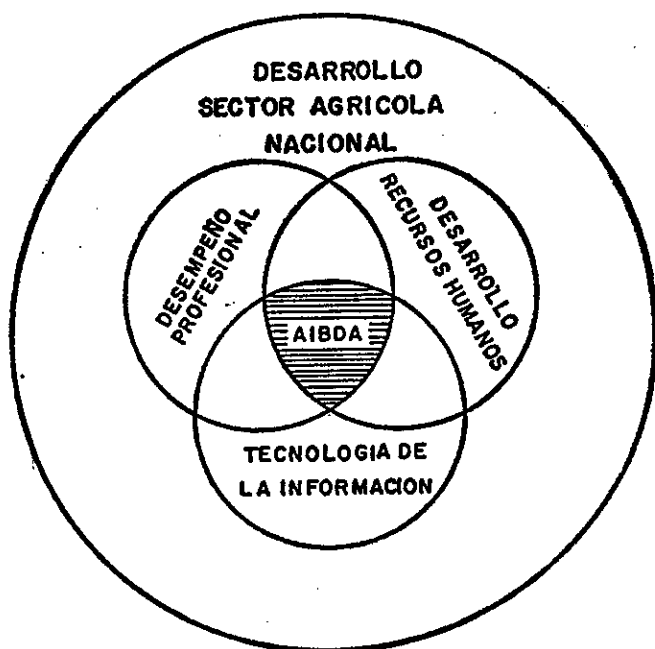 DESARROLLO
SECTOR AGRICOLA
NACIONAL
DESEMPEÑO
PROFESIONAL
DESARROLLO
RECURSOS HUMANOS
AIBDA
TECNOLOGIA DE
LA INFORMACION